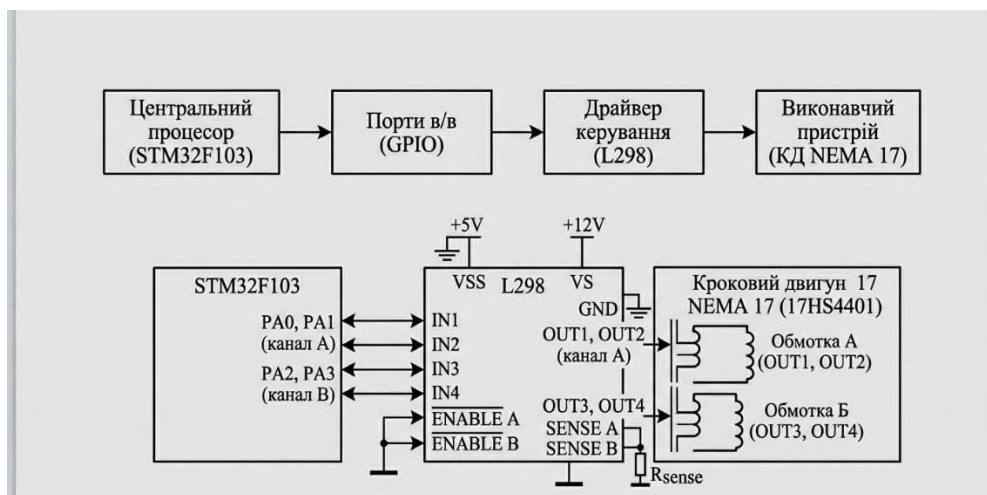 Центральний
процесор
(STM32F103)
Порти в/в
(GPIO)
Драйвер
керування
(L298)
Виконавчий
пристрій
(КД NEMA 17)
+5V
+12V
STM32F103
PA0, PA1
(канал А)
PA2, PA3
(канал В)
VSS
L298
VS
GND
IN1
IN2
IN3
IN4
ENABLE A
ENABLE B
OUT1, OUT2
(канал А)
OUT3, OUT4
SENSE A
SENSE B
Rsense
Кроковий двигун 17
NEMA 17 (17HS4401)
Обмотка А
(OUT1, OUT2)
Обмотка Б
(OUT3, OUT4)